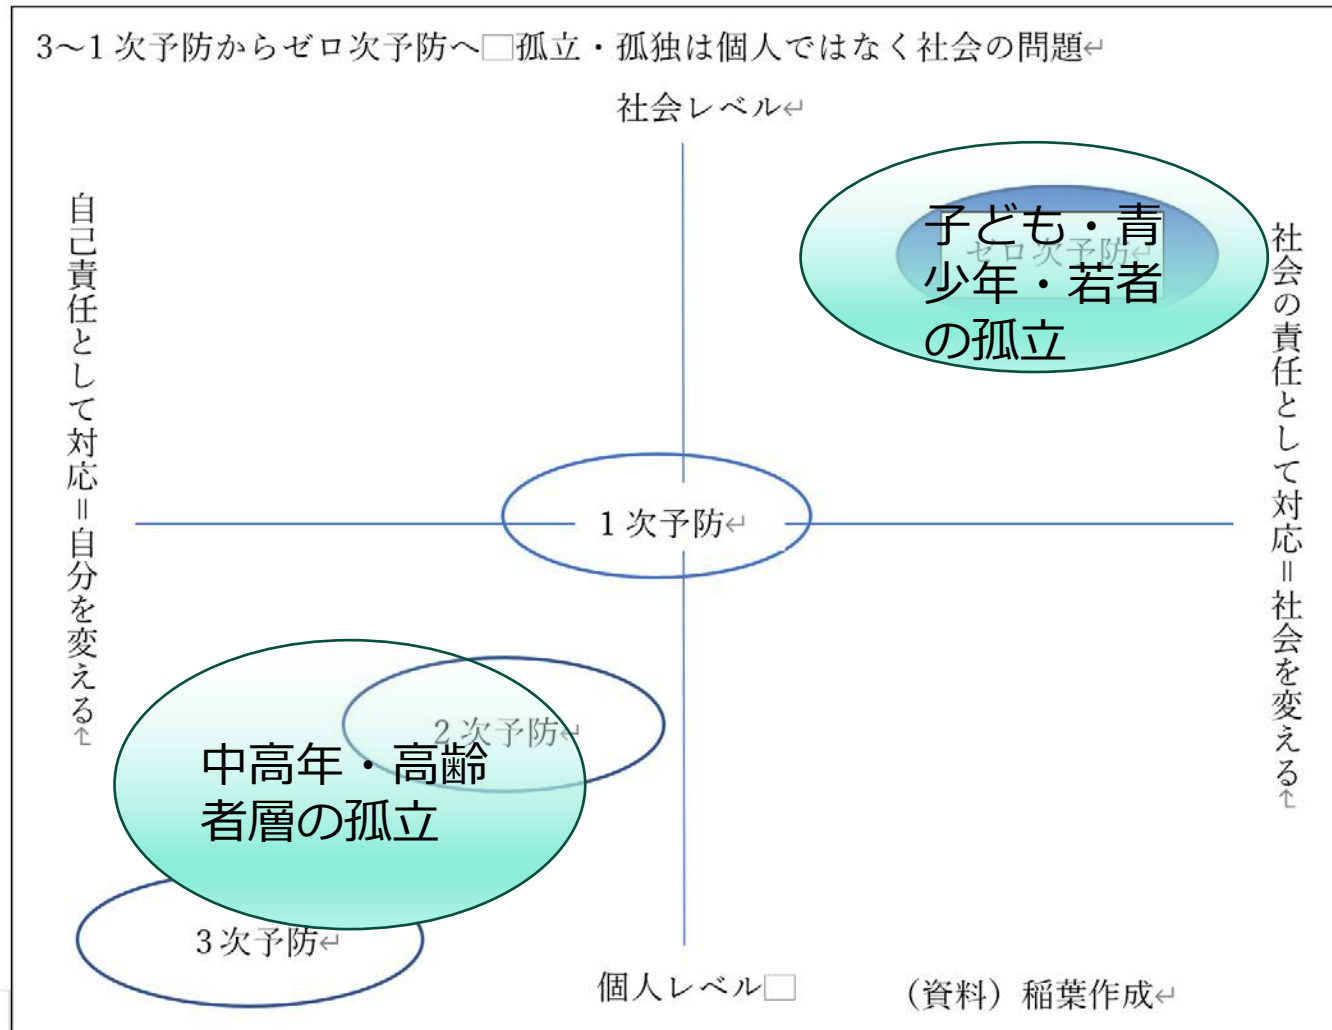 3～1次予防からゼロ次予防へ□孤立・孤独は個人ではなく社会の問題↵
社会レベル↵
自己責任として対応＝自分を変える↵
子ども・青
少年・若者
の孤立
ゼロ次予防↵
社会の責任として対応＝社会を変える↵
1次予防↵
2次予防↵
中高年・高齢
者層の孤立
3次予防↵
個人レベル□
（資料）稲葉作成↵